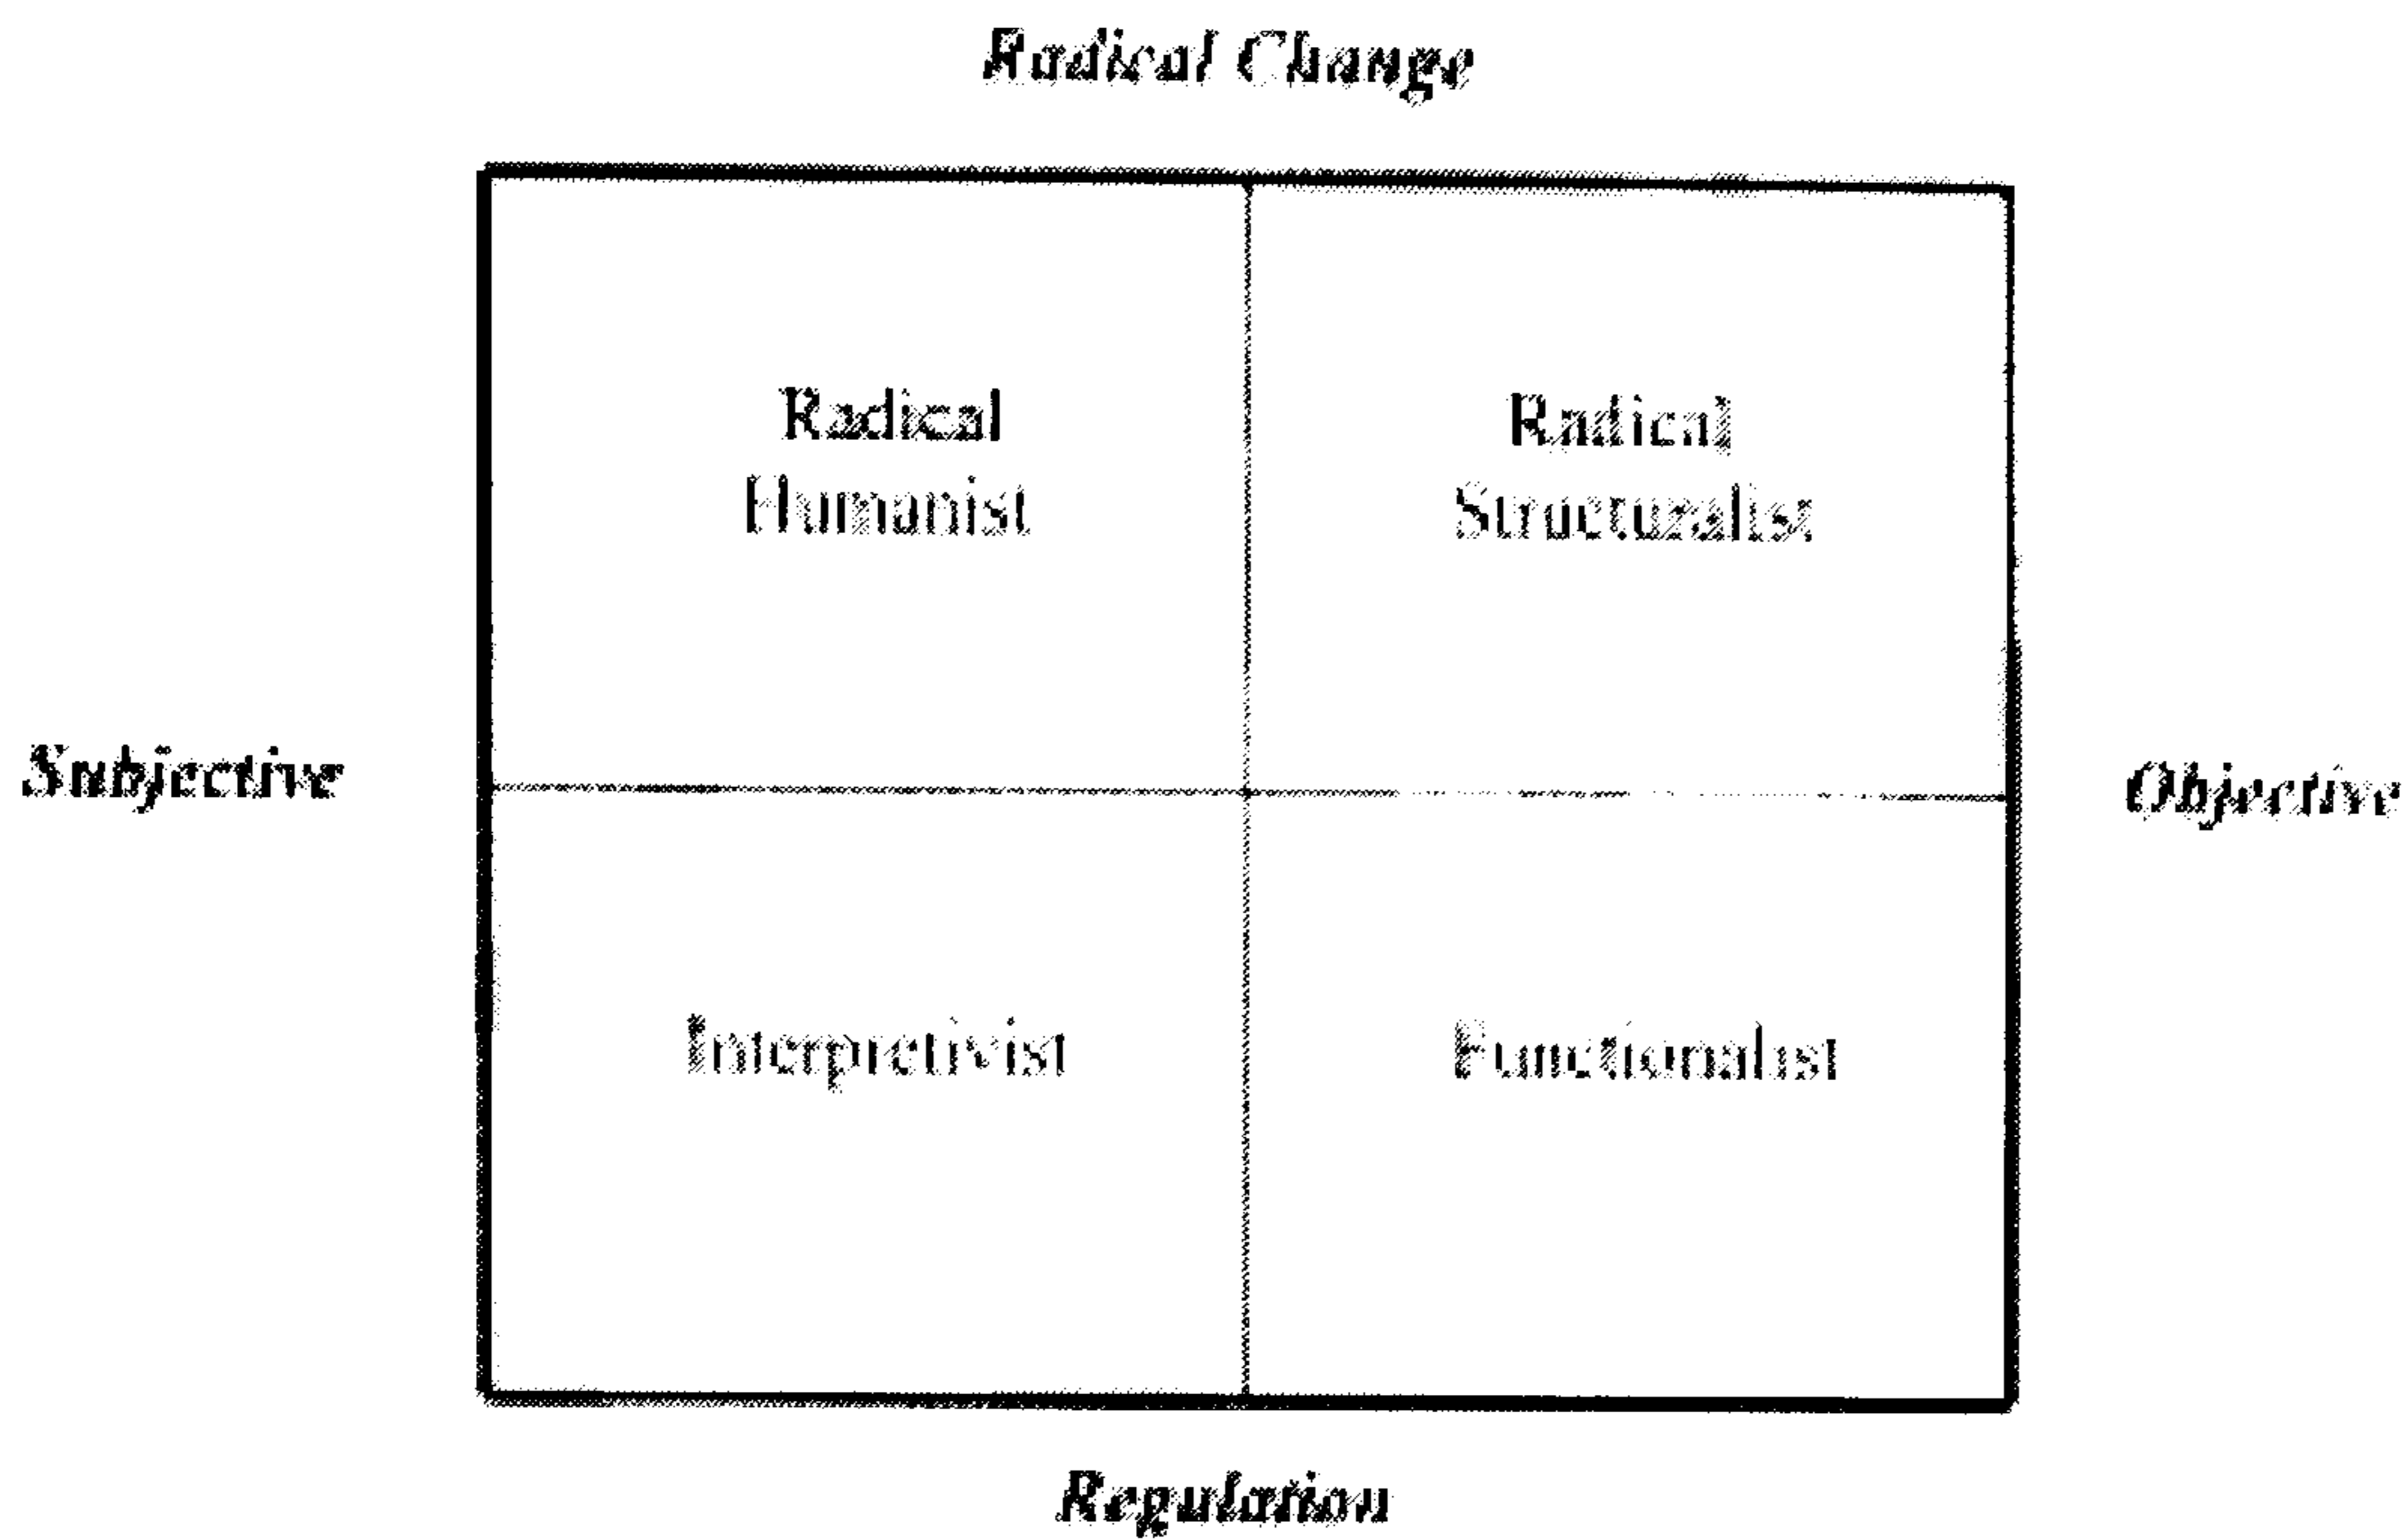 Radical Change
Radical
Humanist
Radical
Structuralist
Subjective
Objective
Interpretivist
Functionalist
Regulation